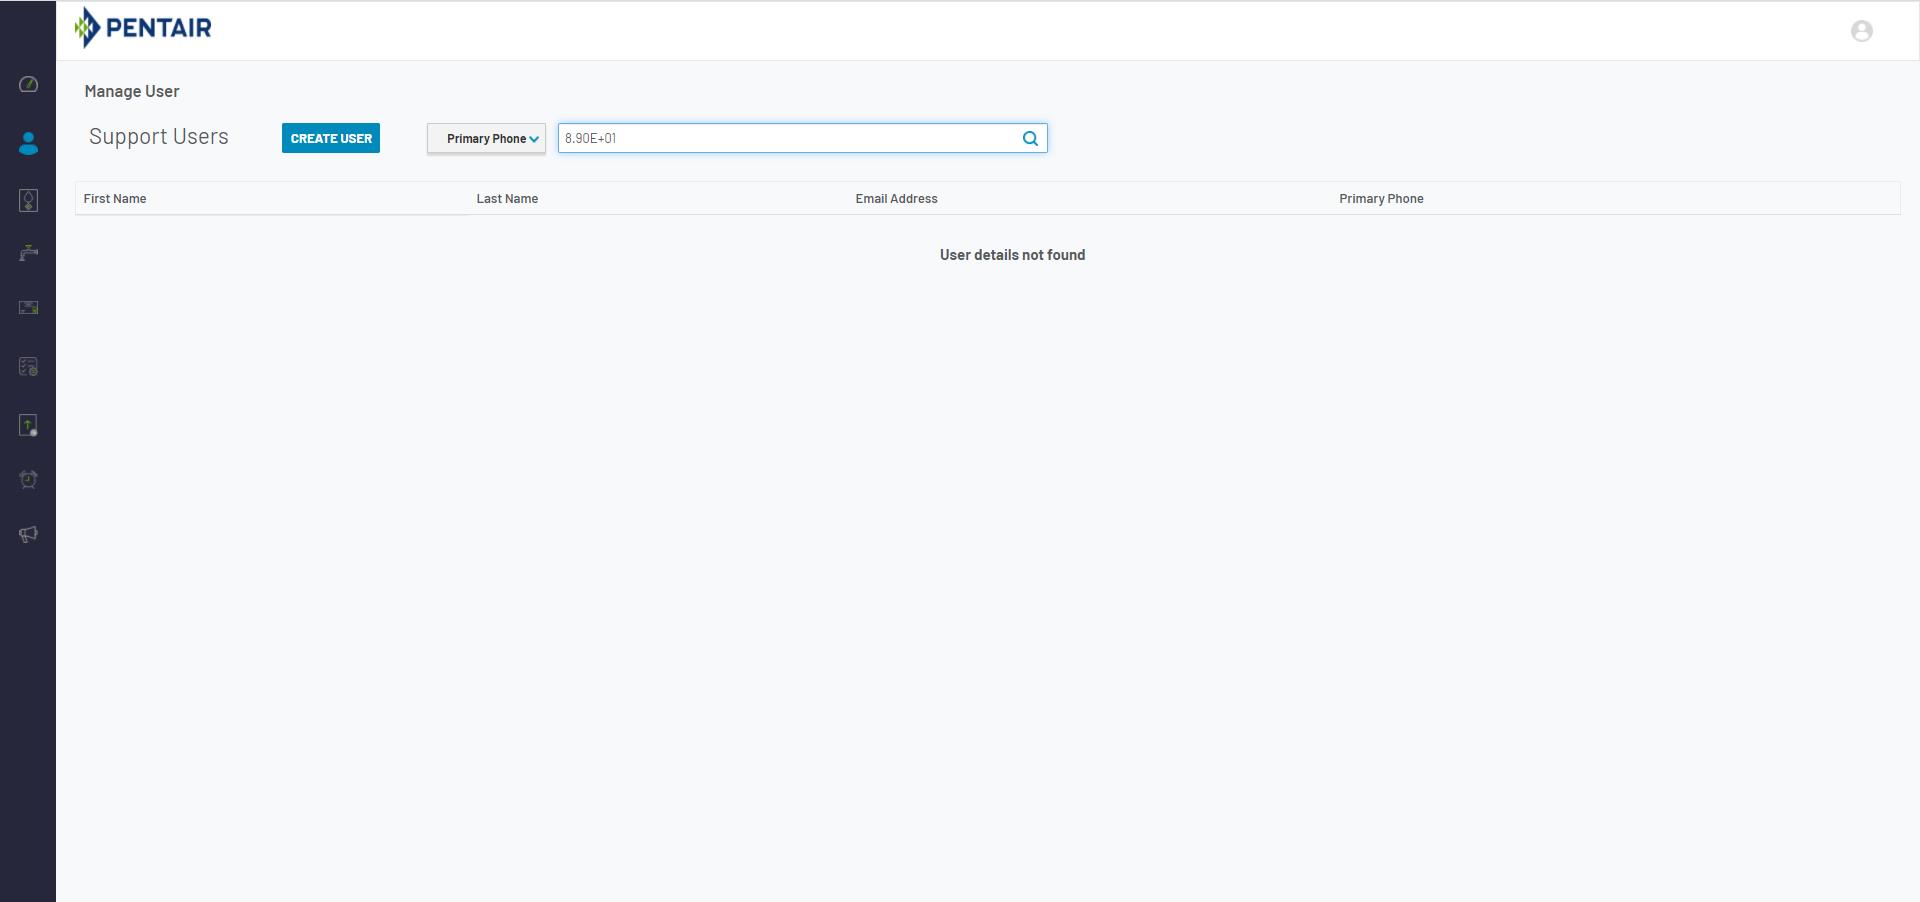 PENTAIR
Manage User
Support Users
CREATE USER
Primary Phone
8.90E+01
First Name Last Name Email Address Primary Phone
User details not found